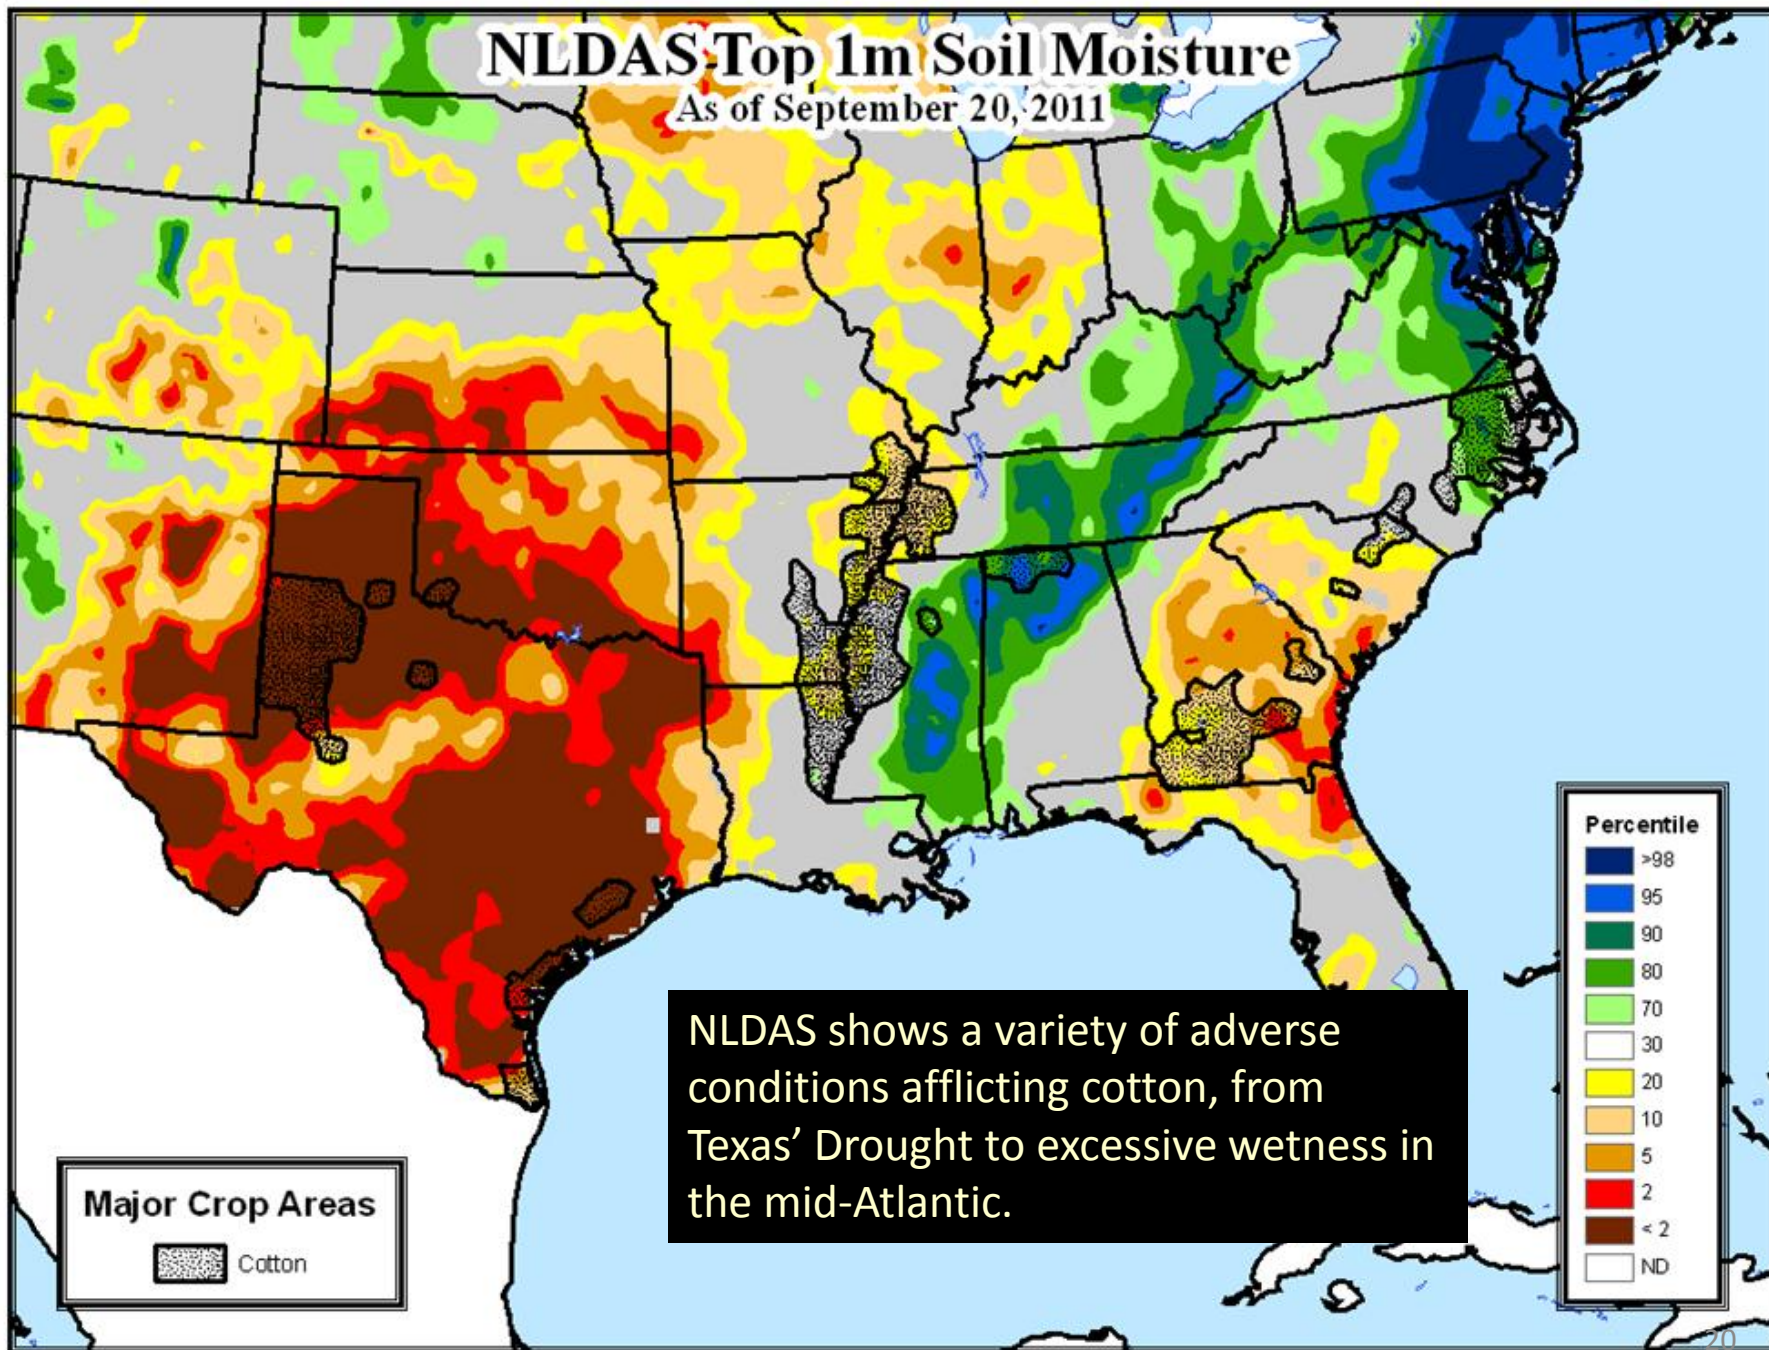 NLDAS Top 1m Soil Moisture
As of September 20, 2011
Percentile
>98
95
90
80
70
30
20
10
5
2
< 2
ND
NLDAS shows a variety of adverse
conditions afflicting cotton, from
Texas’ Drought to excessive wetness in
the mid-Atlantic.
Major Crop Areas
Cotton
20